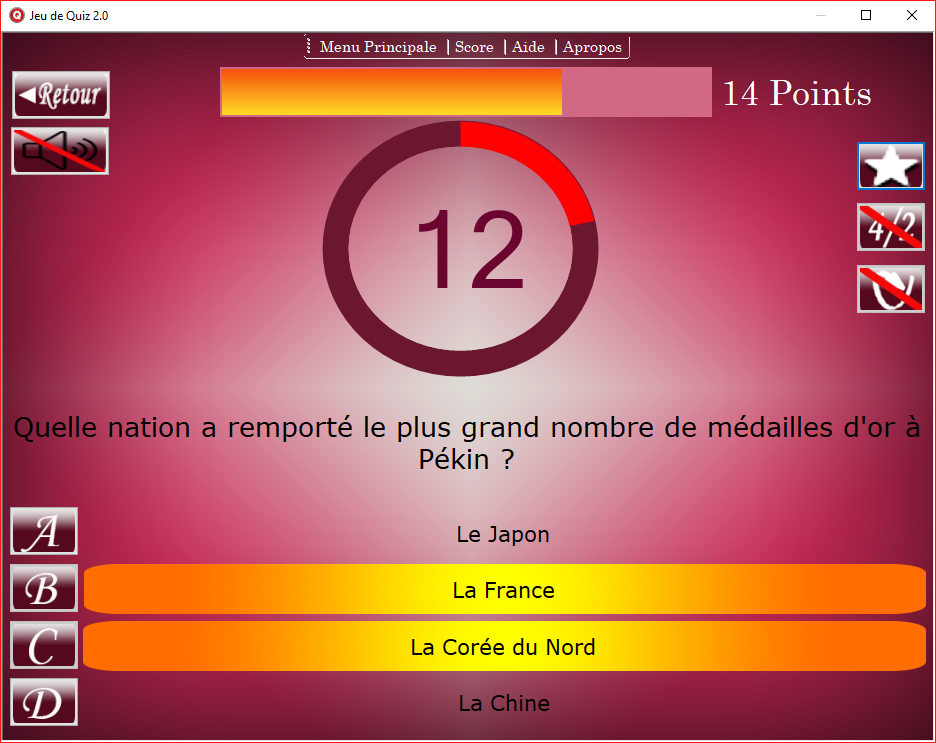 Jeu de Quiz 2.0
Menu Principale | Score | Aide | Apropos
Retour
14 Points
12
4/2
Quelle nation a remporté le plus grand nombre de médailles d'or à
Pékin ?
A Le Japon
B La France
C La Corée du Nord
D La Chine